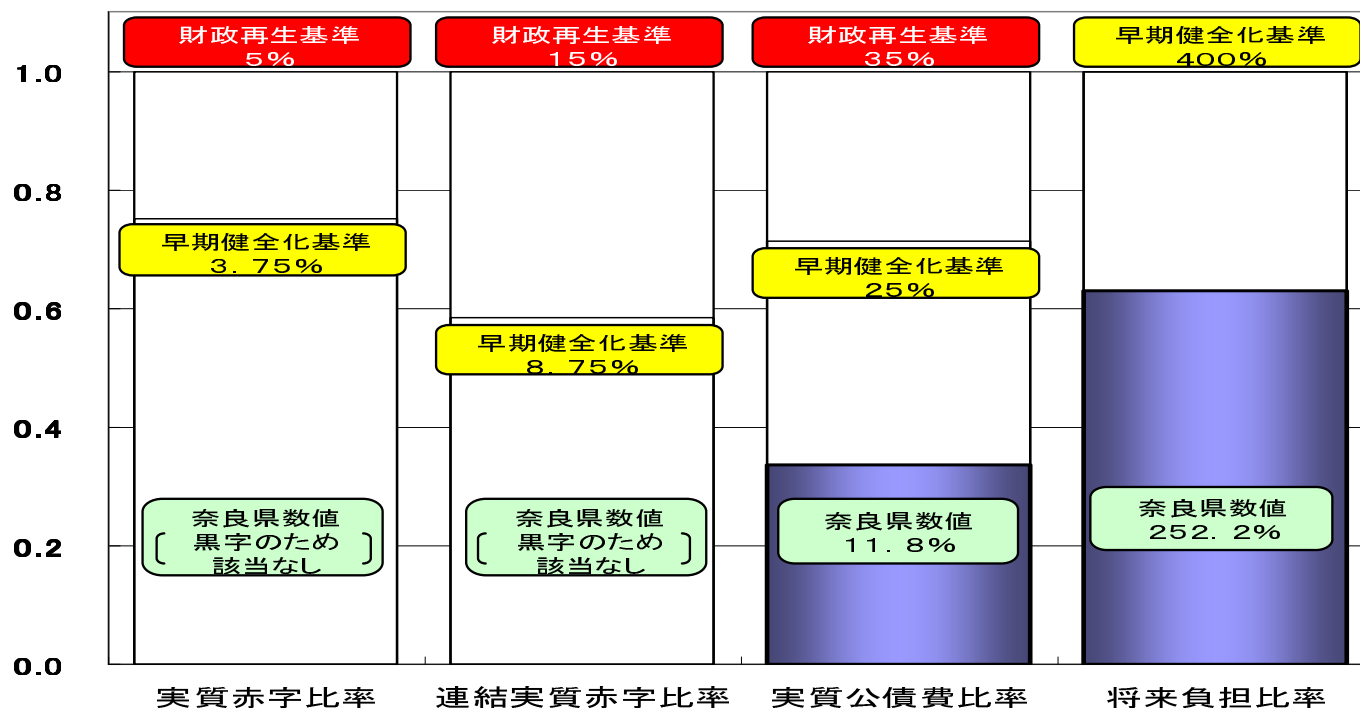 財政再生基準
5%
財政再生基準
15%
財政再生基準
35%
早期健全化基準
400%
1.0
0.8
0.6
0.4
0.2
0.0
早期健全化基準
3.75%
早期健全化基準
8.75%
早期健全化基準
25%
奈良県数値
黒字のため
該当なし
奈良県数値
黒字のため
該当なし
奈良県数値
11.8%
奈良県数値
252.2%
実質赤字比率
連結実質赤字比率
実質公債費比率
将来負担比率